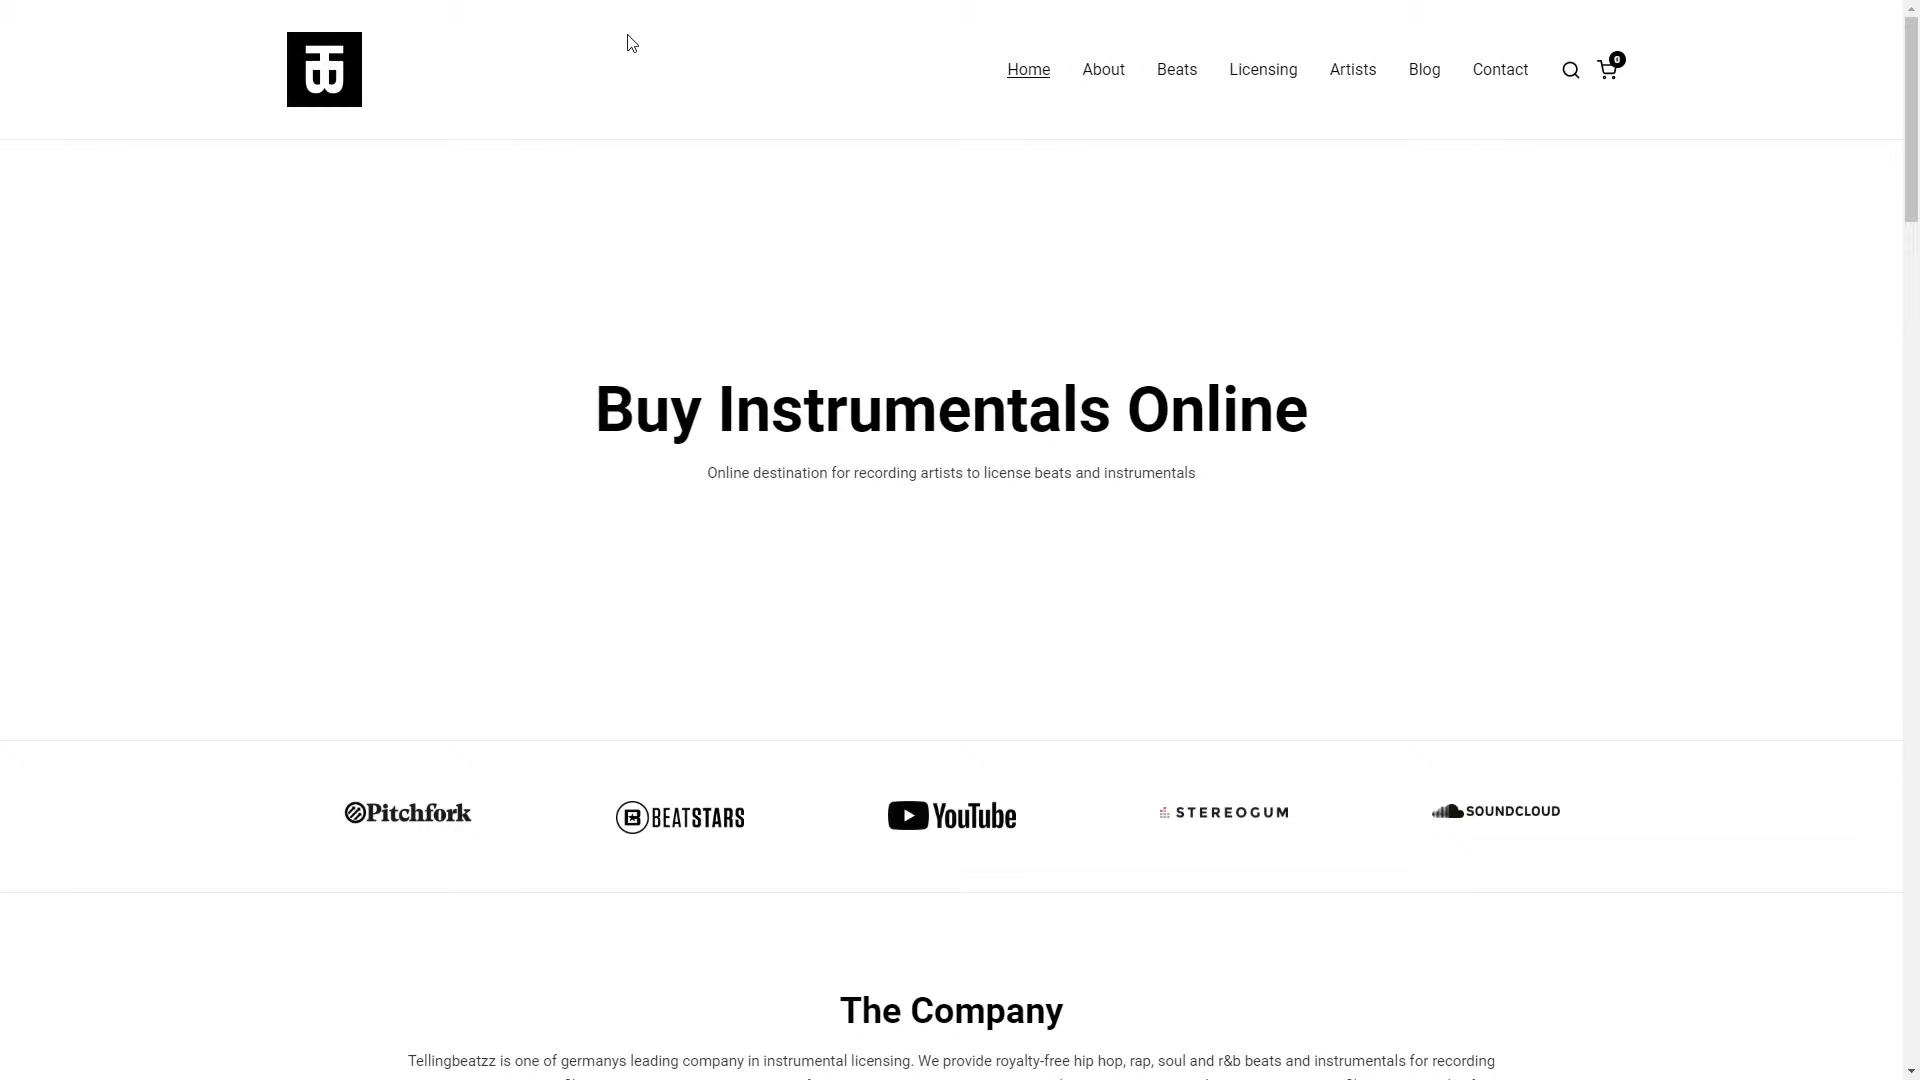 TB
Home About Beats Licensing Artists Blog Contact 0
Buy Instrumentals Online
Online destination for recording artists to license beats and instrumentals
Pitchfork BEATSTARS YouTube STEREOGUM SOUNDCLOUD
The Company
Tellingbeatzz is one of germanys leading company in instrumental licensing. We provide royalty-free hip hop, rap, soul and r&b beats and instrumentals for recording